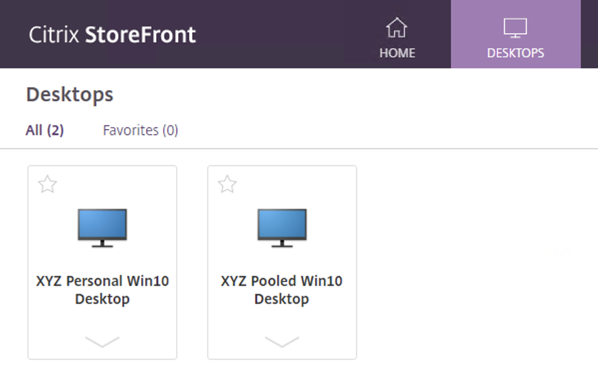 Citrix StoreFront
HOME
DESKTOPS
Desktops
All (2)
Favorites (0)
XYZ Personal Win10
Desktop
XYZ Pooled Win10
Desktop